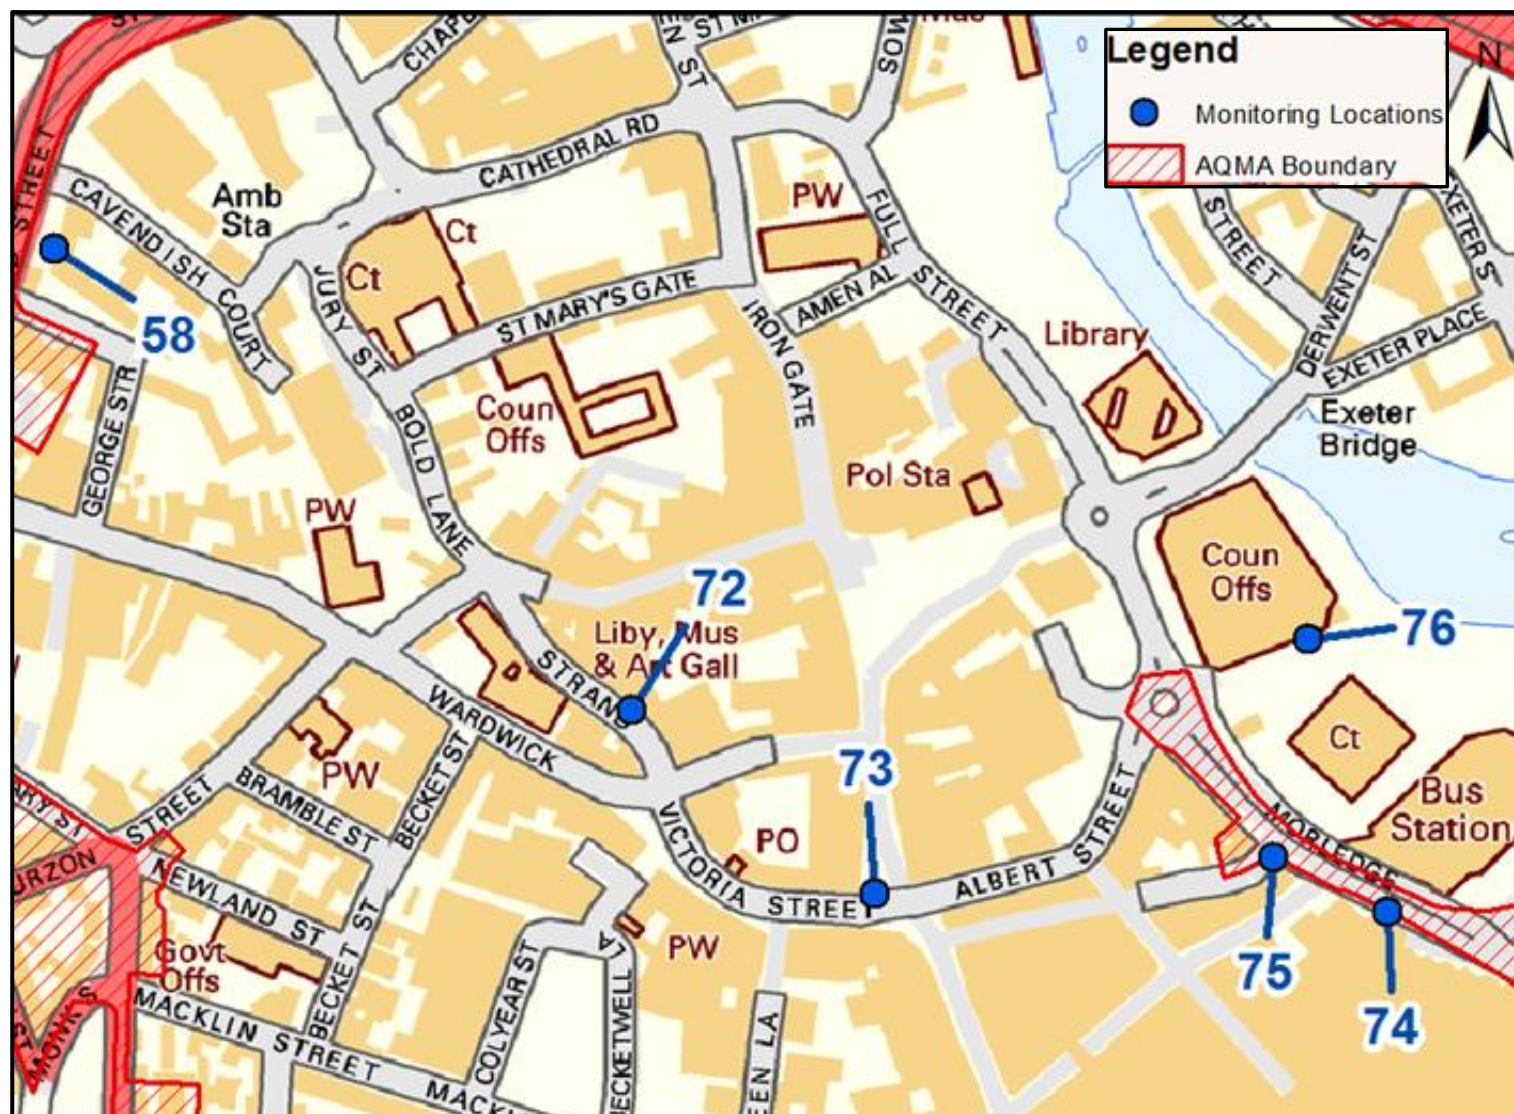 Legend
Monitoring Locations
AQMA Boundary
N
CATHEDRAL RD
STREET
CAVENDISH COURT
Amb
Sta
Ct
Ct
JURY ST
ST MARY'S GATE
PW
FULL STREET
AMEN AL
IRON GATE
Library
STREET
DERWENT ST
EXETER PLACE
Exeter
Bridge
58
GEORGE STR
BOLD LANE
Coun
Offs
Pol Sta
PW
Coun
Offs
72
Liby, Mus
& Art Gall
STRAND
76
WARDWICK
PW
BECKET ST
BRAMBLE ST
STREET
73
PO
VICTORIA STREET
ALBERT STREET
Ct
Bus
Station
MORLEDGE
NEWLAND ST
BECKET ST
Govt
Offs
PW
75
74
MACKLIN STREET
COLYEAR ST
BECKETWELL LA